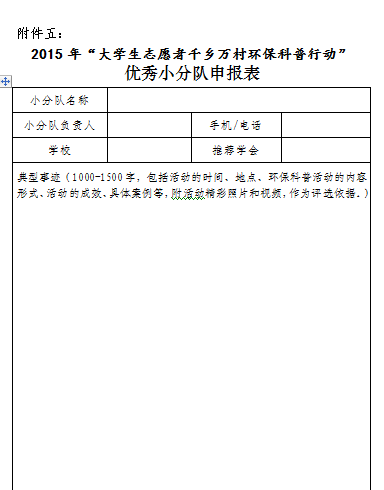 附件五：
2015年“大学生志愿者千乡万村环保科普行动”
优秀小分队申报表
小分队名称
小分队负责人 手机/电话
学校 推荐学会
典型事迹（1000-1500字，包括活动的时间、地点、环保科普活动的内容
形式、活动的成效、具体案例等，附活动精彩照片和视频，作为评选依据.）